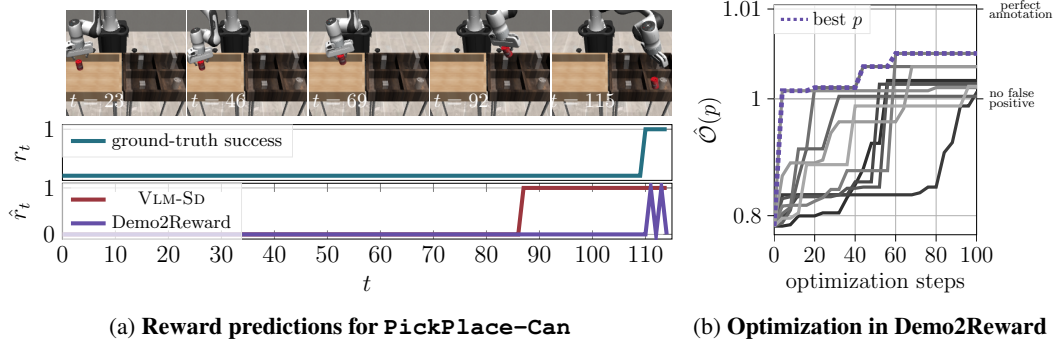 t = 23 t = 46 t = 69 t = 92 t = 115
1
r_t
ground-truth success
1
0
r̂_t
VLM-SD
Demo2Reward
0 10 20 30 40 50 60 70 80 90 100 110
t
(a) Reward predictions for PickPlace-Can
1.01
1
0.8
Ô(p)
best p
perfect
annotation
no false
positive
0 20 40 60 80 100
optimization steps
(b) Optimization in Demo2Reward